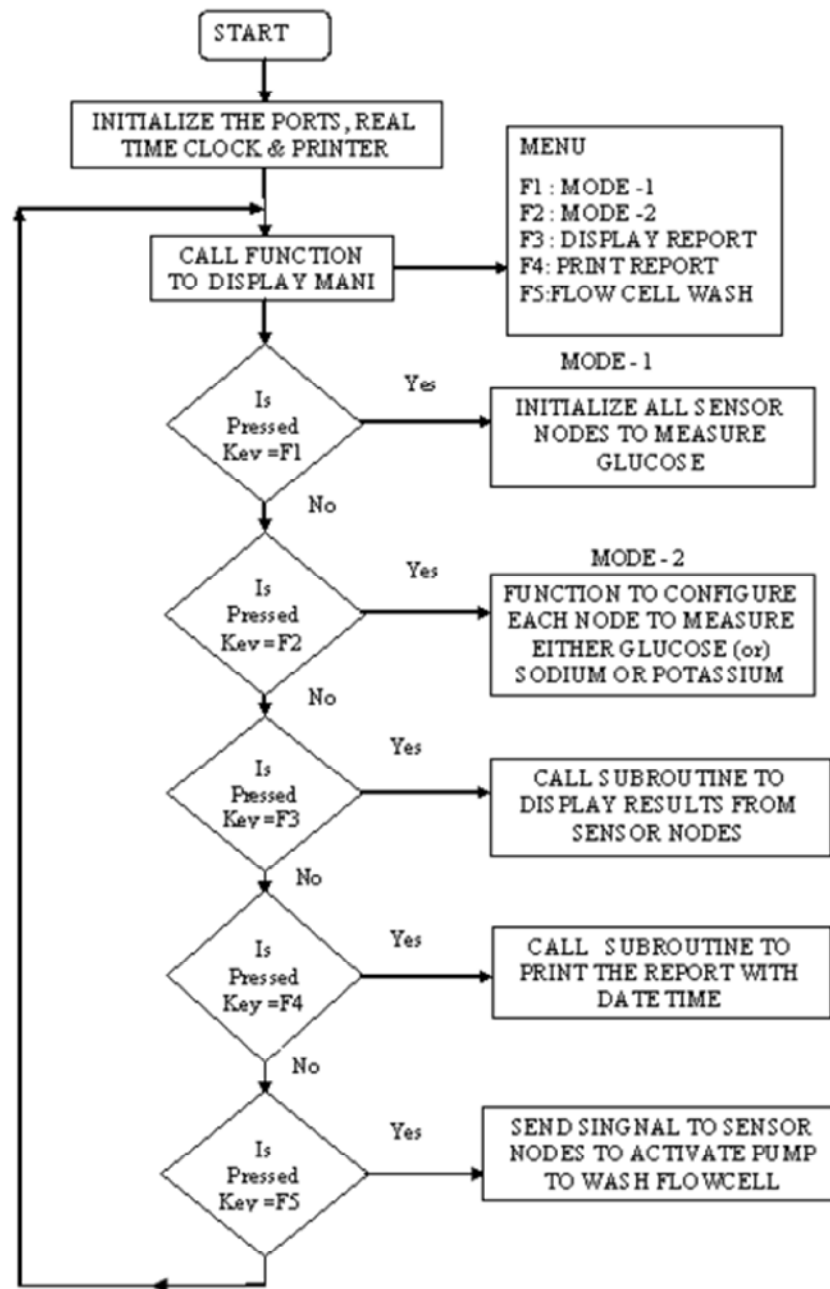 START
INITIALIZE THE PORTS, REAL
TIME CLOCK & PRINTER
MENU
F1 : MODE -1
F2: MODE -2
F3 : DISPLAY REPORT
F4: PRINT REPORT
F5:FLOW CELL WASH
CALL FUNCTION
TO DISPLAY MANI
MODE - 1
Is
Pressed
Kev =F1
Yes
INITIALIZE ALL SENSOR
NODES TO MEASURE
GLUCOSE
No
MODE - 2
Is
Pressed
Kev=F2
Yes
FUNCTION TO CONFIGURE
EACH NODE TO MEASURE
EITHER GLUCOSE (or)
SODIUM OR POTASSIUM
No
Is
Pressed
Key=F3
Yes
CALL SUBROUTINE TO
DISPLAY RESULTS FROM
SENSOR NODES
No
Is
Pressed
Key =F4
Yes
CALL SUBROUTINE TO
PRINT THE REPORT WITH
DATE TIME
No
Is
Pressed
Key=F5
Yes
SEND SINGNAL TO SENSOR
NODES TO ACTIVATE PUMP
TO WASH FLOWCELL